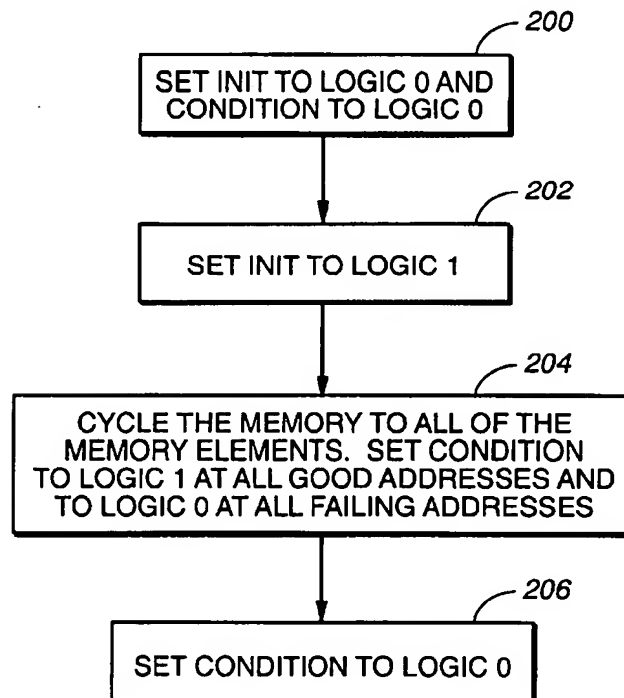 200
SET INIT TO LOGIC 0 AND
CONDITION TO LOGIC 0
202
SET INIT TO LOGIC 1
204
CYCLE THE MEMORY TO ALL OF THE
MEMORY ELEMENTS. SET CONDITION
TO LOGIC 1 AT ALL GOOD ADDRESSES AND
TO LOGIC 0 AT ALL FAILING ADDRESSES
206
SET CONDITION TO LOGIC 0